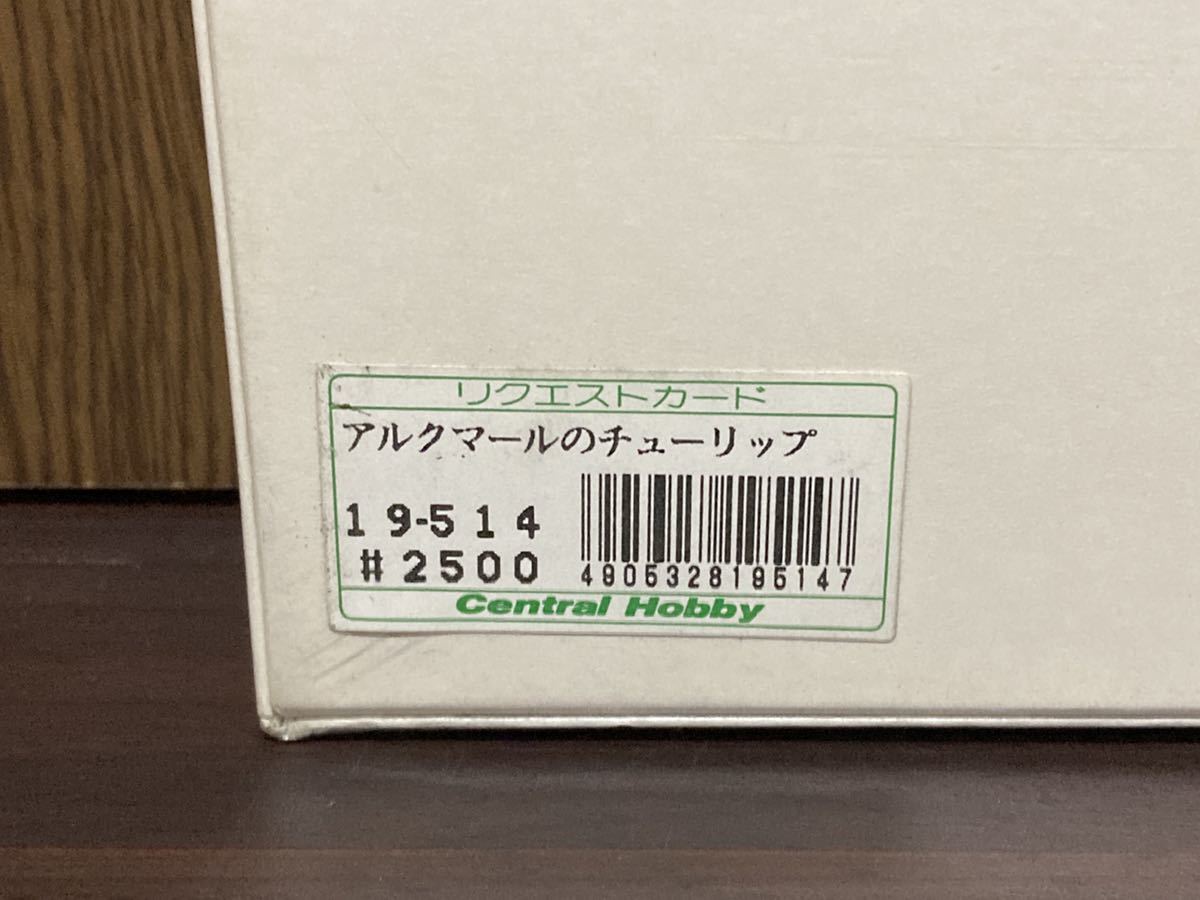 リクエストカード
アルクマールのチューリップ
19-514
#2500
4905328195147
Central Hobby